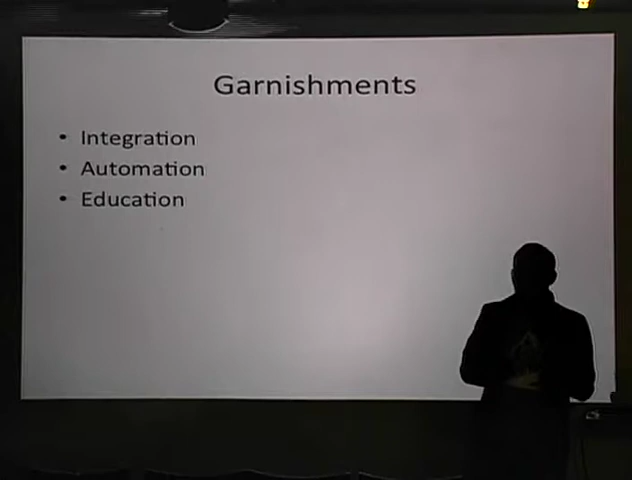 Garnishments
• Integration
• Automation
• Education